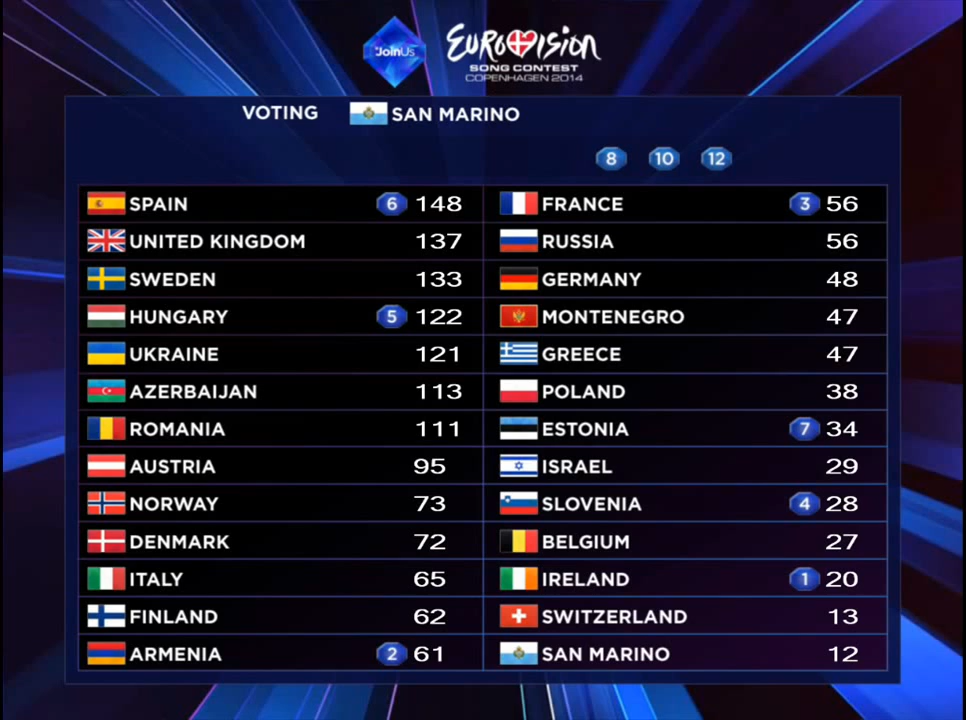 JoinUs
EUROVISION
SONG CONTEST
COPENHAGEN 2014
VOTING SAN MARINO
8 10 12
SPAIN 6 148
UNITED KINGDOM 137
SWEDEN 133
HUNGARY 5 122
UKRAINE 121
AZERBAIJAN 113
ROMANIA 111
AUSTRIA 95
NORWAY 73
DENMARK 72
ITALY 65
FINLAND 62
ARMENIA 2 61
FRANCE 3 56
RUSSIA 56
GERMANY 48
MONTENEGRO 47
GREECE 47
POLAND 38
ESTONIA 7 34
ISRAEL 29
SLOVENIA 4 28
BELGIUM 27
IRELAND 1 20
SWITZERLAND 13
SAN MARINO 12